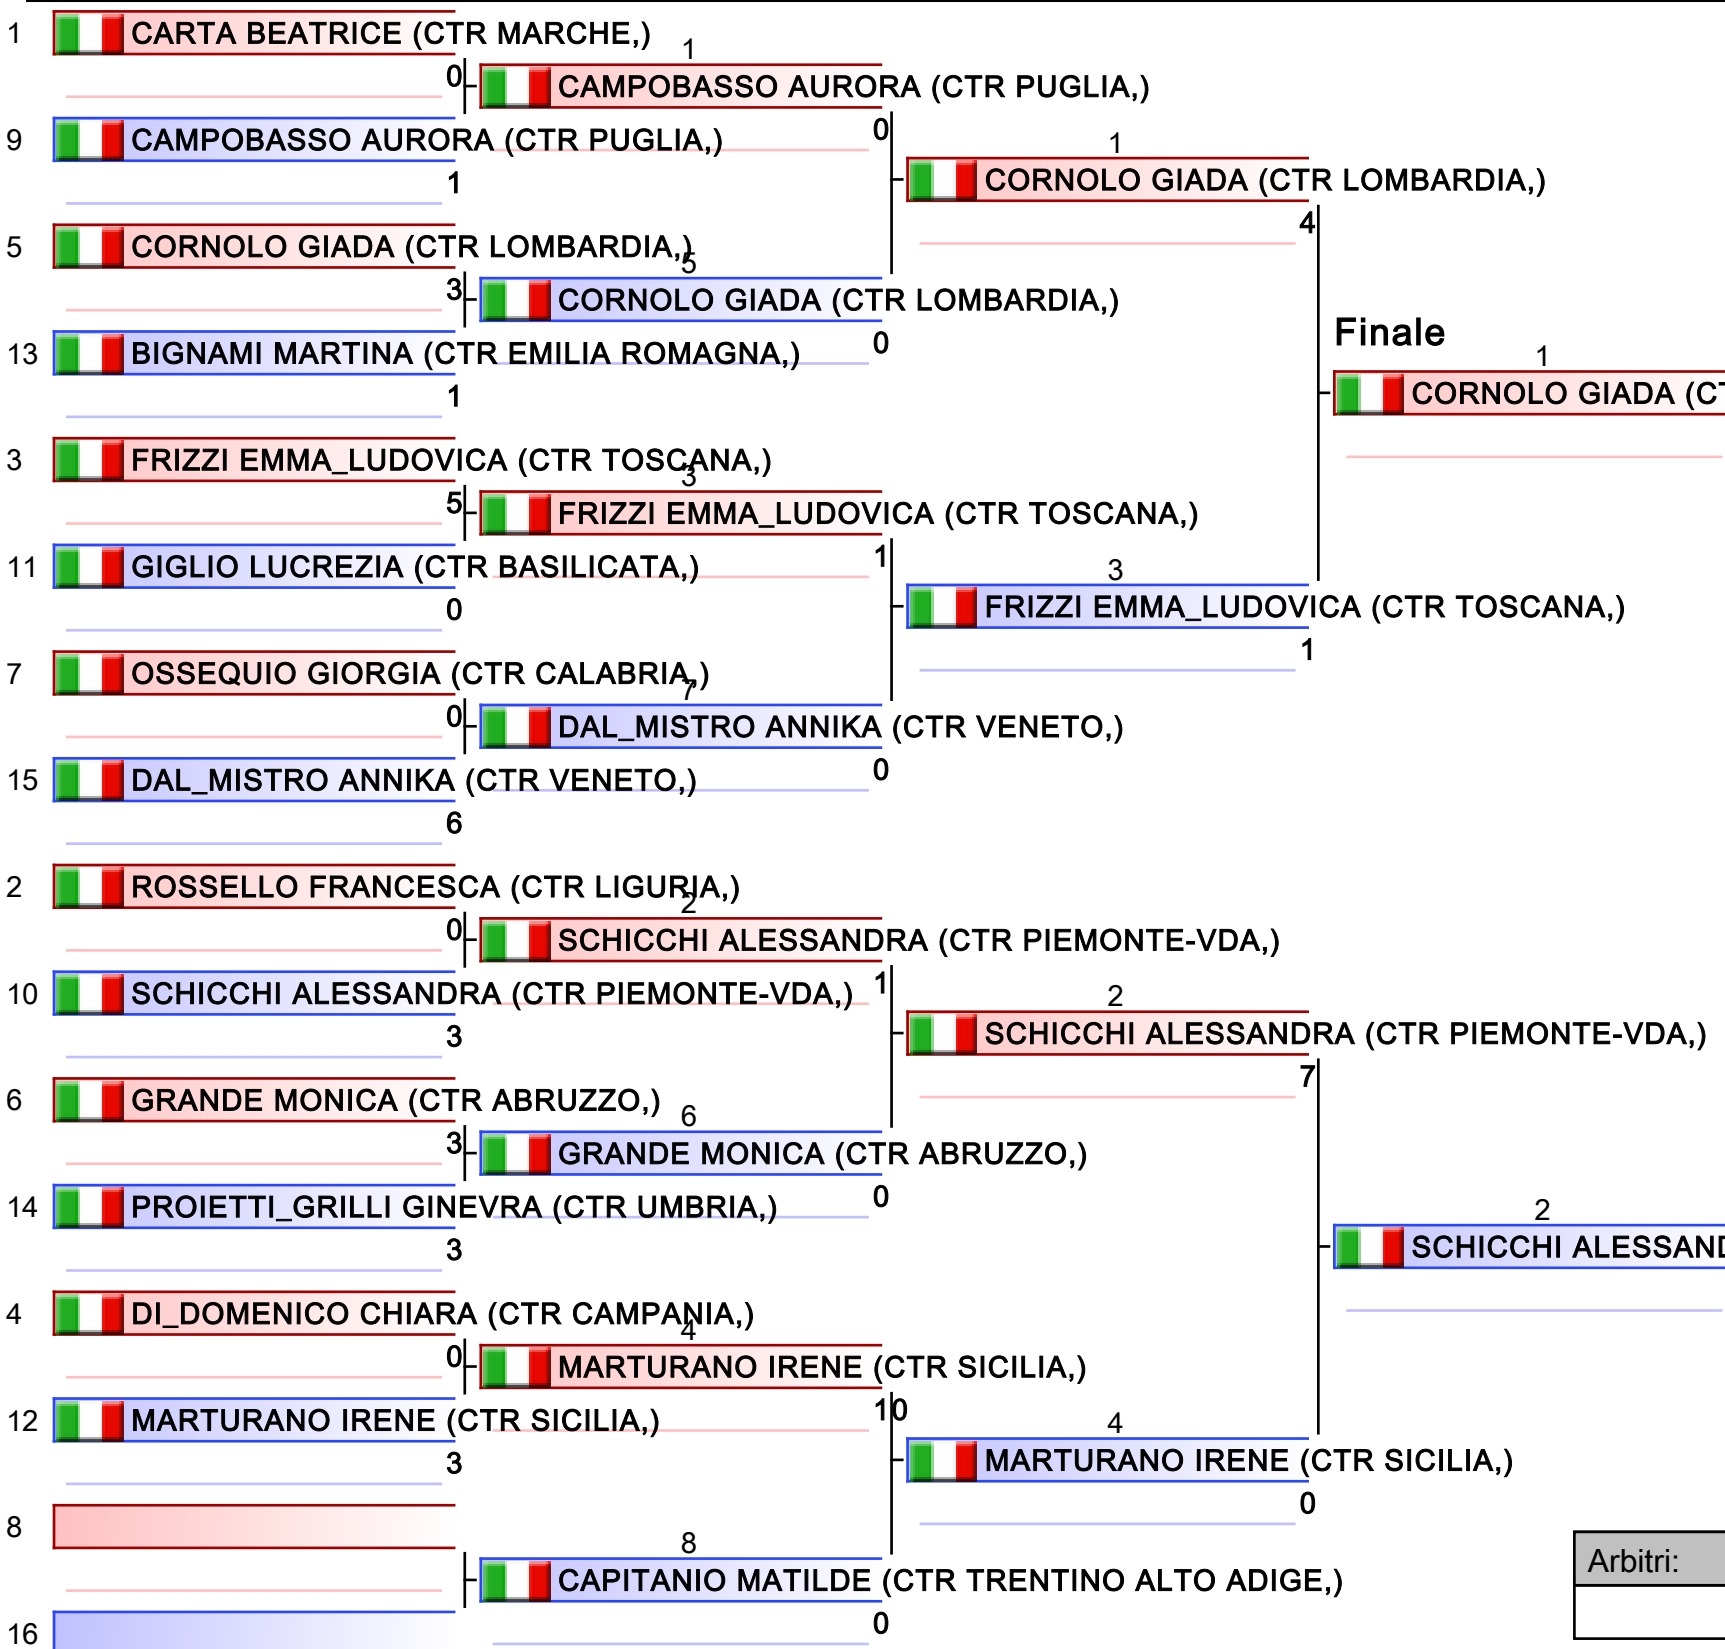 1 CARTA BEATRICE (CTR MARCHE,)
0
1
CAMPOBASSO AURORA (CTR PUGLIA,)
0
9 CAMPOBASSO AURORA (CTR PUGLIA,)
1
1
CORNOLO GIADA (CTR LOMBARDIA,)
4
5 CORNOLO GIADA (CTR LOMBARDIA,)
3
5
CORNOLO GIADA (CTR LOMBARDIA,)
0
13 BIGNAMI MARTINA (CTR EMILIA ROMAGNA,)
1
Finale
1
CORNOLO GIADA (CT
3 FRIZZI EMMA_LUDOVICA (CTR TOSCANA,)
5
3
FRIZZI EMMA_LUDOVICA (CTR TOSCANA,)
1
11 GIGLIO LUCREZIA (CTR BASILICATA,)
0
3
FRIZZI EMMA_LUDOVICA (CTR TOSCANA,)
1
7 OSSEQUIO GIORGIA (CTR CALABRIA,)
0
7
DAL_MISTRO ANNIKA (CTR VENETO,)
0
15 DAL_MISTRO ANNIKA (CTR VENETO,)
6
2 ROSSELLO FRANCESCA (CTR LIGURIA,)
0
2
SCHICCHI ALESSANDRA (CTR PIEMONTE-VDA,)
1
10 SCHICCHI ALESSANDRA (CTR PIEMONTE-VDA,)
3
2
SCHICCHI ALESSANDRA (CTR PIEMONTE-VDA,)
7
6 GRANDE MONICA (CTR ABRUZZO,)
3
6
GRANDE MONICA (CTR ABRUZZO,)
0
14 PROIETTI_GRILLI GINEVRA (CTR UMBRIA,)
3
2
SCHICCHI ALESSAND
4 DI_DOMENICO CHIARA (CTR CAMPANIA,)
0
4
MARTURANO IRENE (CTR SICILIA,)
10
12 MARTURANO IRENE (CTR SICILIA,)
3
4
MARTURANO IRENE (CTR SICILIA,)
0
8
8
CAPITANIO MATILDE (CTR TRENTINO ALTO ADIGE,)
0
16
Arbitri: